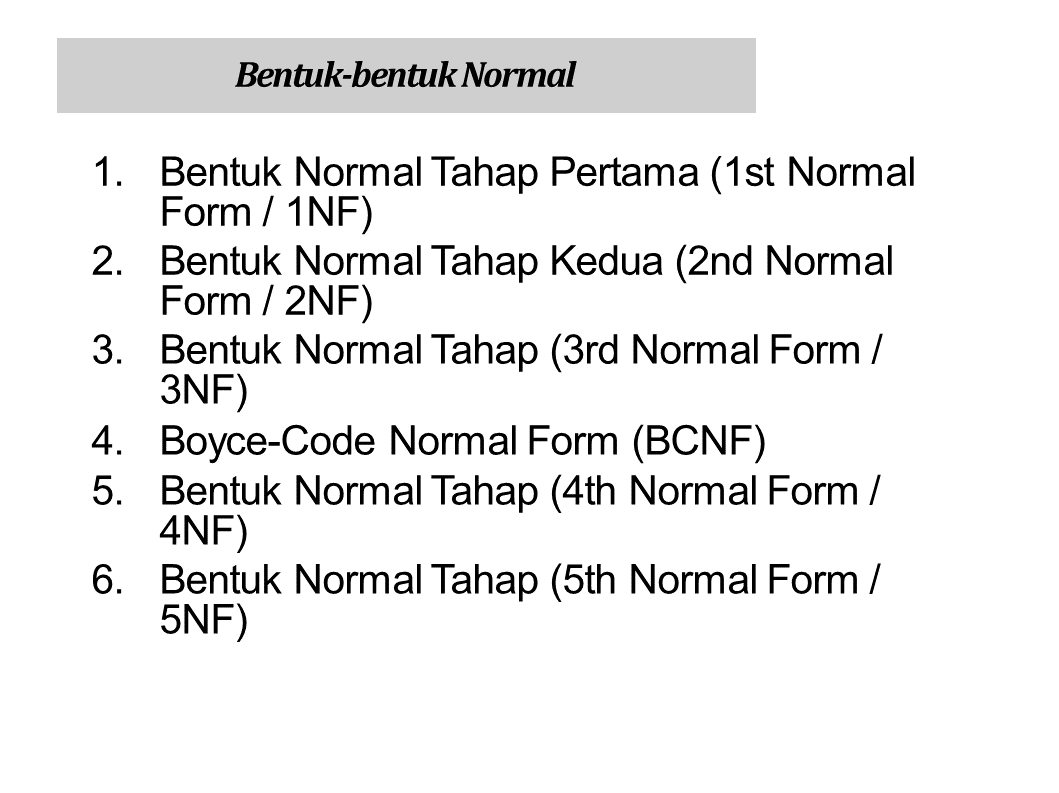 Bentuk-bentuk Normal
1. Bentuk Normal Tahap Pertama (1st Normal
Form / 1NF)
2. Bentuk Normal Tahap Kedua (2nd Normal
Form / 2NF)
3. Bentuk Normal Tahap (3rd Normal Form /
3NF)
4. Boyce-Code Normal Form (BCNF)
5. Bentuk Normal Tahap (4th Normal Form /
4NF)
6. Bentuk Normal Tahap (5th Normal Form /
5NF)